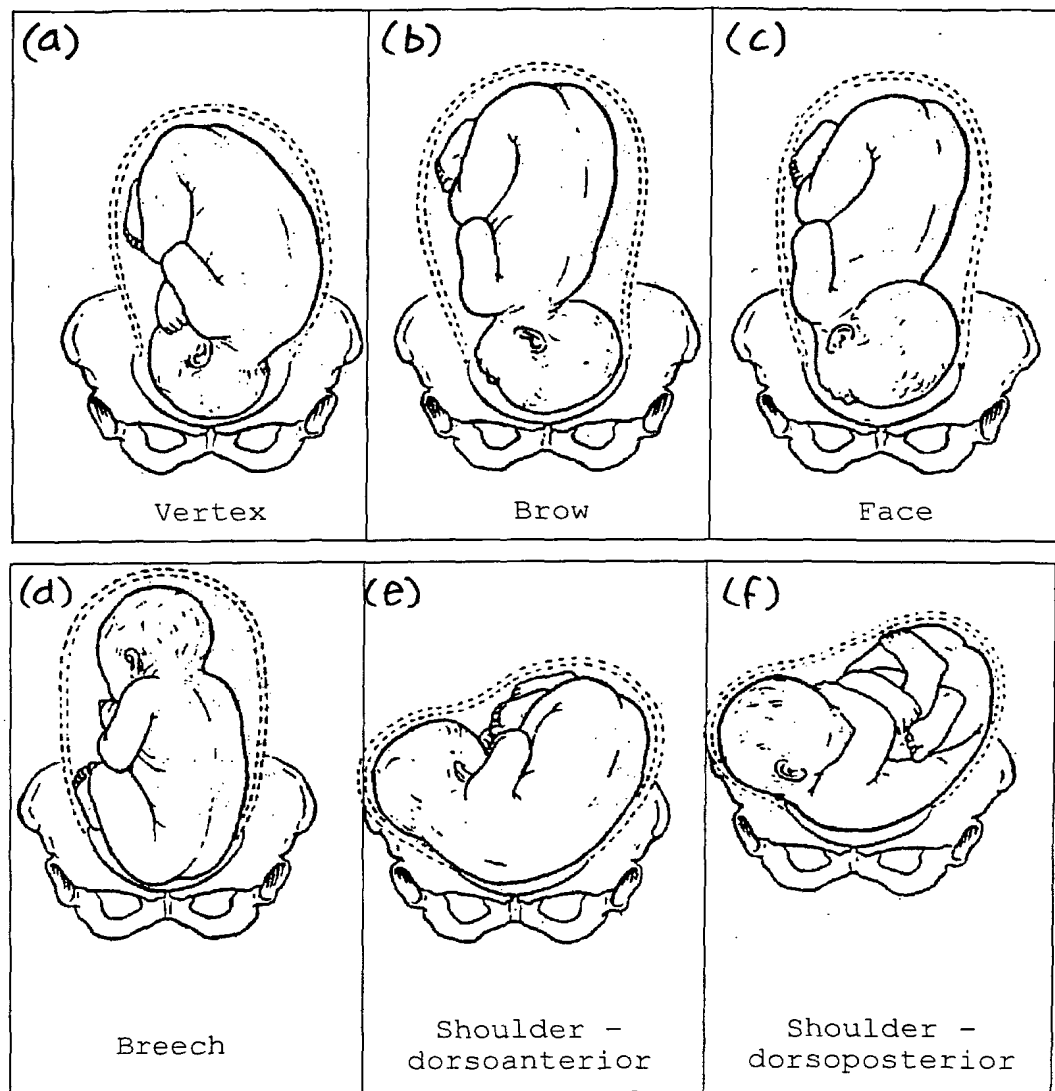 (a)
(b)
(c)
Vertex
Brow
Face
(d)
(e)
(f)
Breech
Shoulder –
dorsoanterior
Shoulder –
dorsoposterior